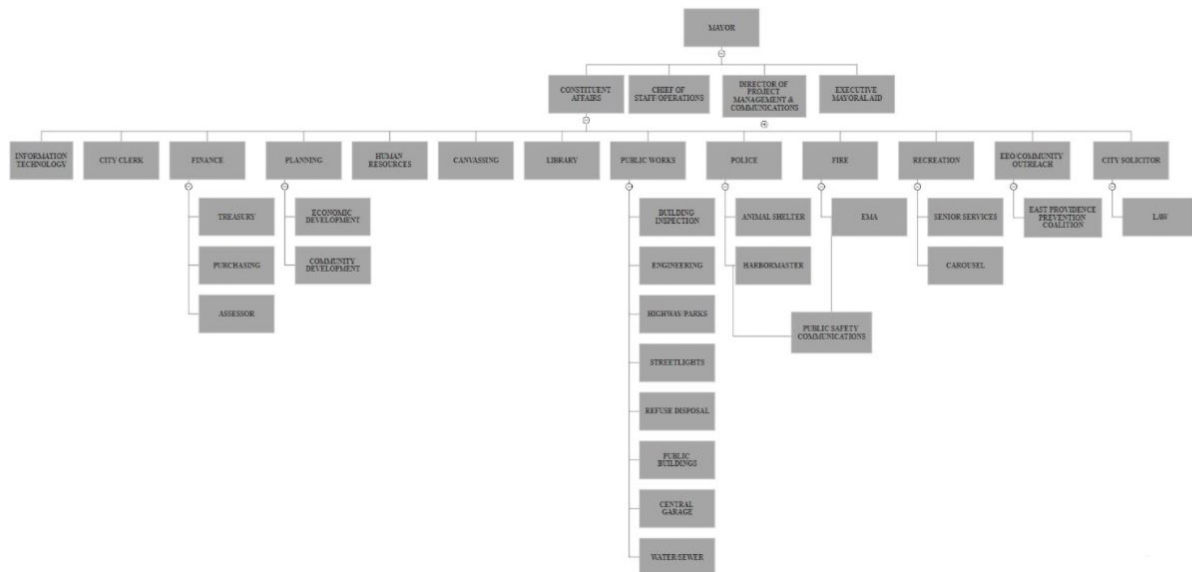 MAYOR
CONSTITUENT
AFFAIRS
CHIEF OF
STAFF/OPERATIONS
DIRECTOR OF
PROJECT
MANAGEMENT &
COMMUNICATIONS
EXECUTIVE
MAYORAL AID
INFORMATION
TECHNOLOGY
CITY CLERK
FINANCE
PLANNING
HUMAN
RESOURCES
CANVASSING
LIBRARY
PUBLIC WORKS
POLICE
FIRE
RECREATION
EEO/COMMUNITY
OUTREACH
CITY SOLICITOR
TREASURY
ECONOMIC
DEVELOPMENT
BUILDING
INSPECTION
ANIMAL SHELTER
EMA
SENIOR SERVICES
EAST PROVIDENCE
PREVENTION
COALITION
LAW
PURCHASING
COMMUNITY
DEVELOPMENT
ENGINEERING
HARBORMASTER
CAROUSEL
ASSESSOR
HIGHWAY/PARKS
PUBLIC SAFETY
COMMUNICATIONS
STREETLIGHTS
REFUSE DISPOSAL
PUBLIC
BUILDINGS
CENTRAL
GARAGE
WATER/SEWER